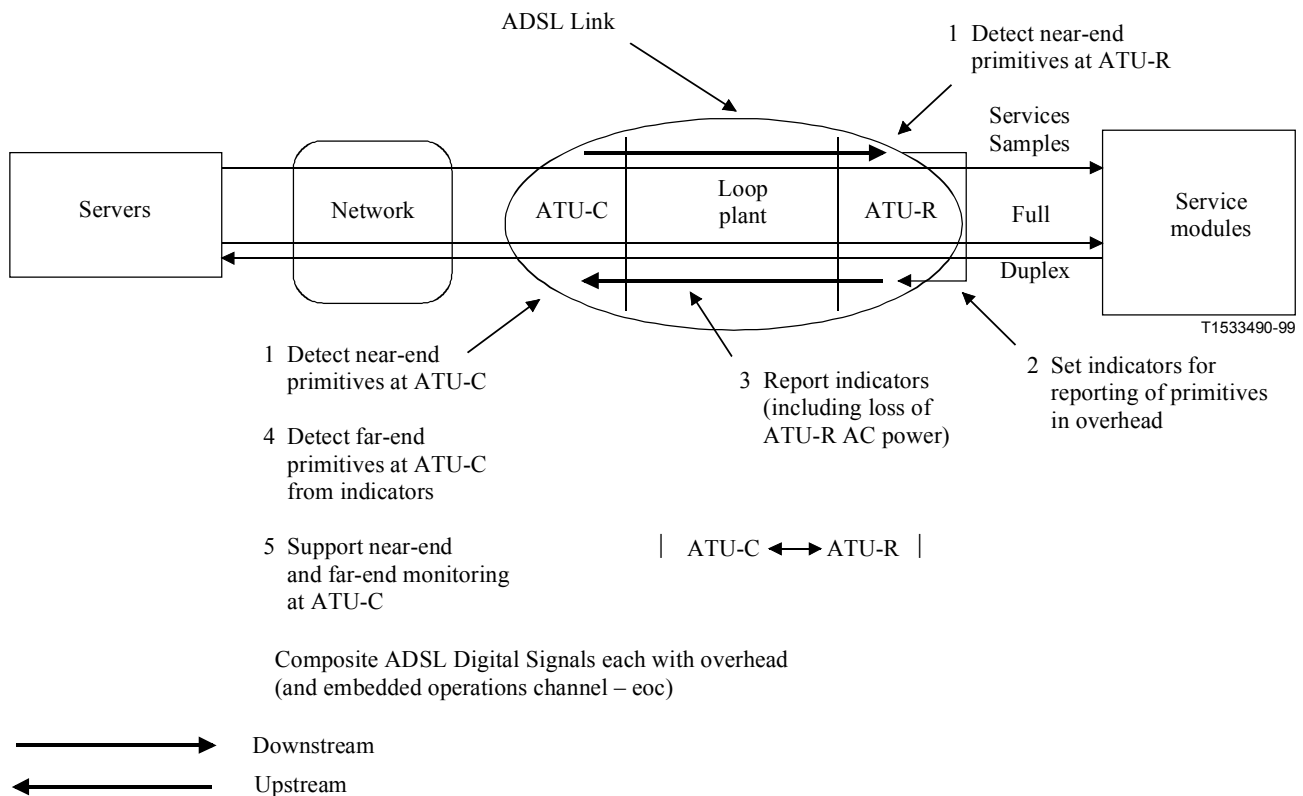 ADSL Link
1 Detect near-end
primitives at ATU-R
Services
Samples
Servers
Network
ATU-C
Loop
plant
ATU-R
Full
Duplex
Service
modules
T1533490-99
1 Detect near-end
primitives at ATU-C
3 Report indicators
(including loss of
ATU-R AC power)
2 Set indicators for
reporting of primitives
in overhead
4 Detect far-end
primitives at ATU-C
from indicators
5 Support near-end
and far-end monitoring
at ATU-C
ATU-C ATU-R
Composite ADSL Digital Signals each with overhead
(and embedded operations channel – eoc)
Downstream
Upstream